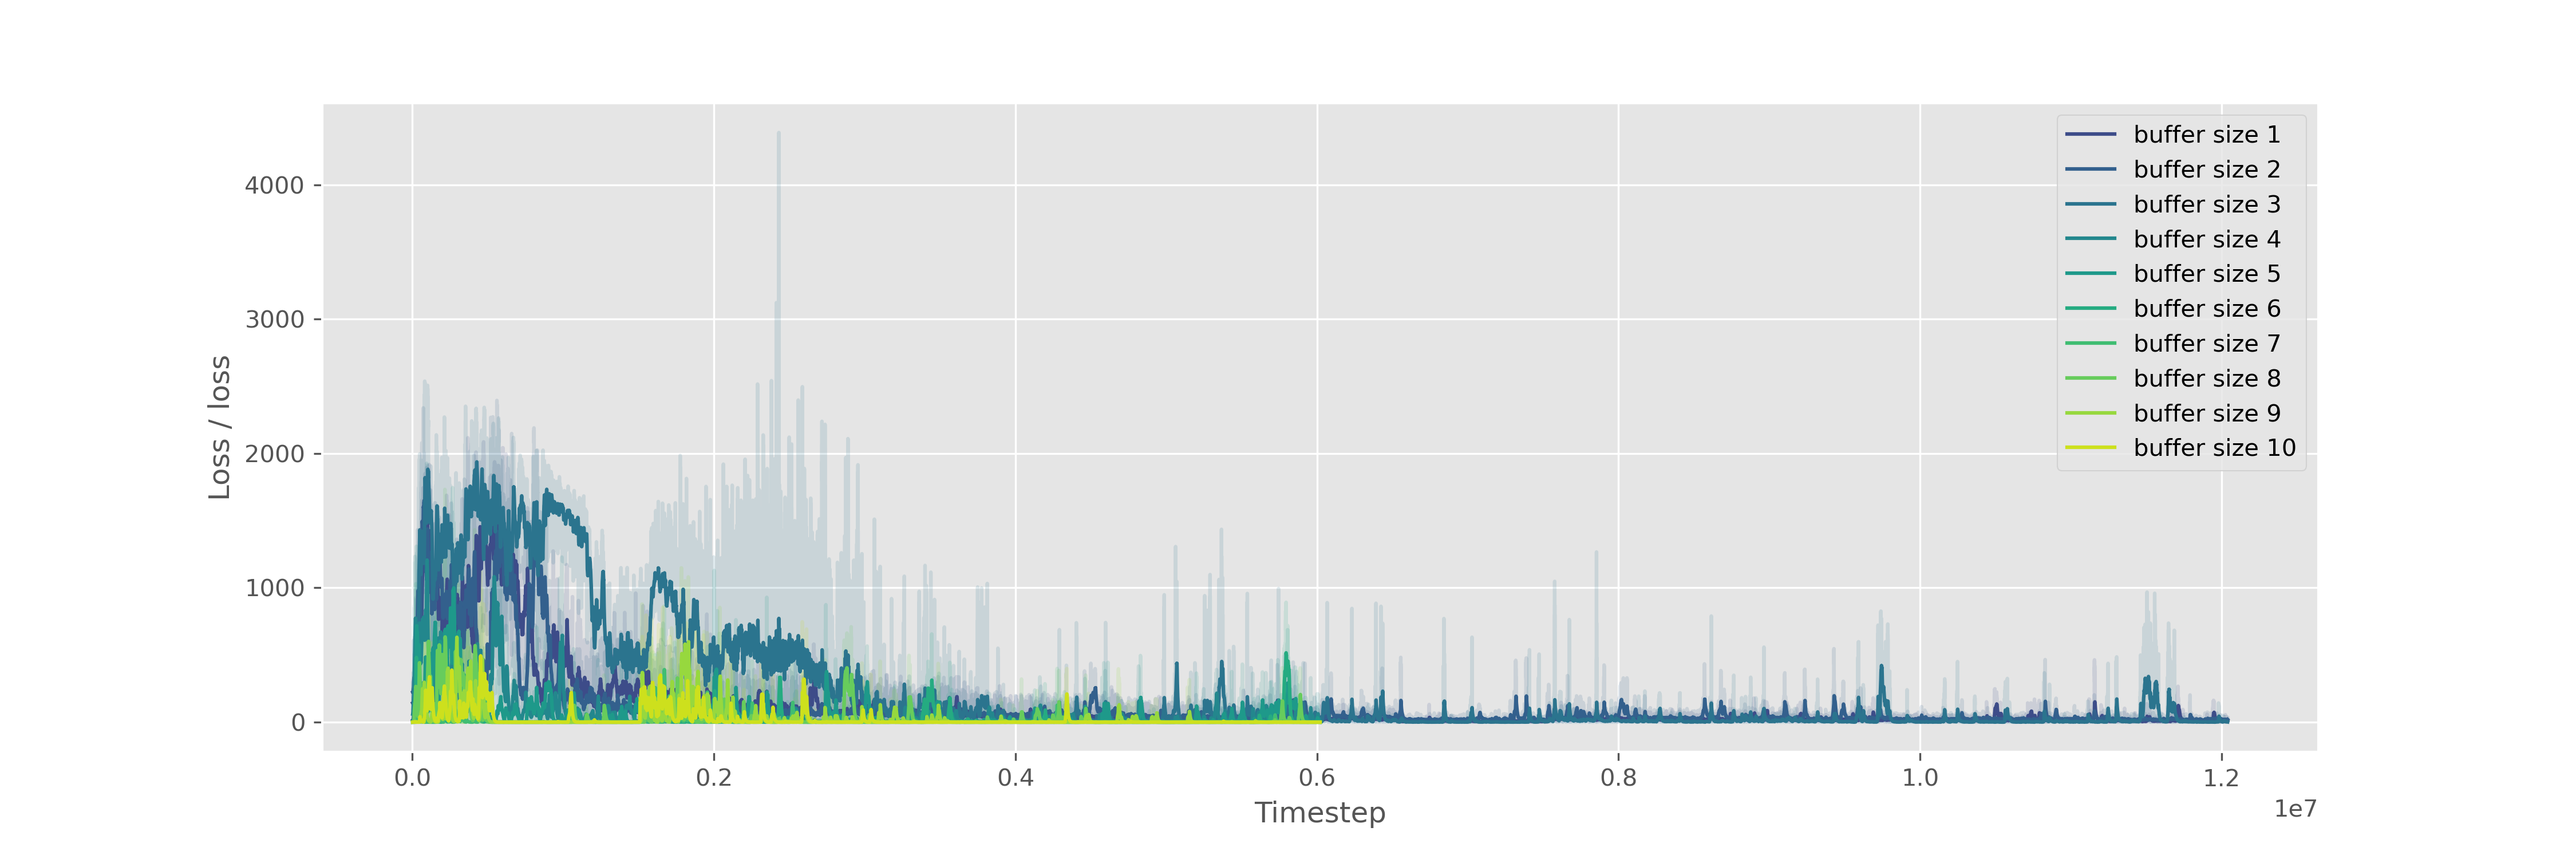 Loss / loss
4000
3000
2000
1000
0
0.0 0.2 0.4 0.6 0.8 1.0 1.2
1e7
Timestep
buffer size 1
buffer size 2
buffer size 3
buffer size 4
buffer size 5
buffer size 6
buffer size 7
buffer size 8
buffer size 9
buffer size 10